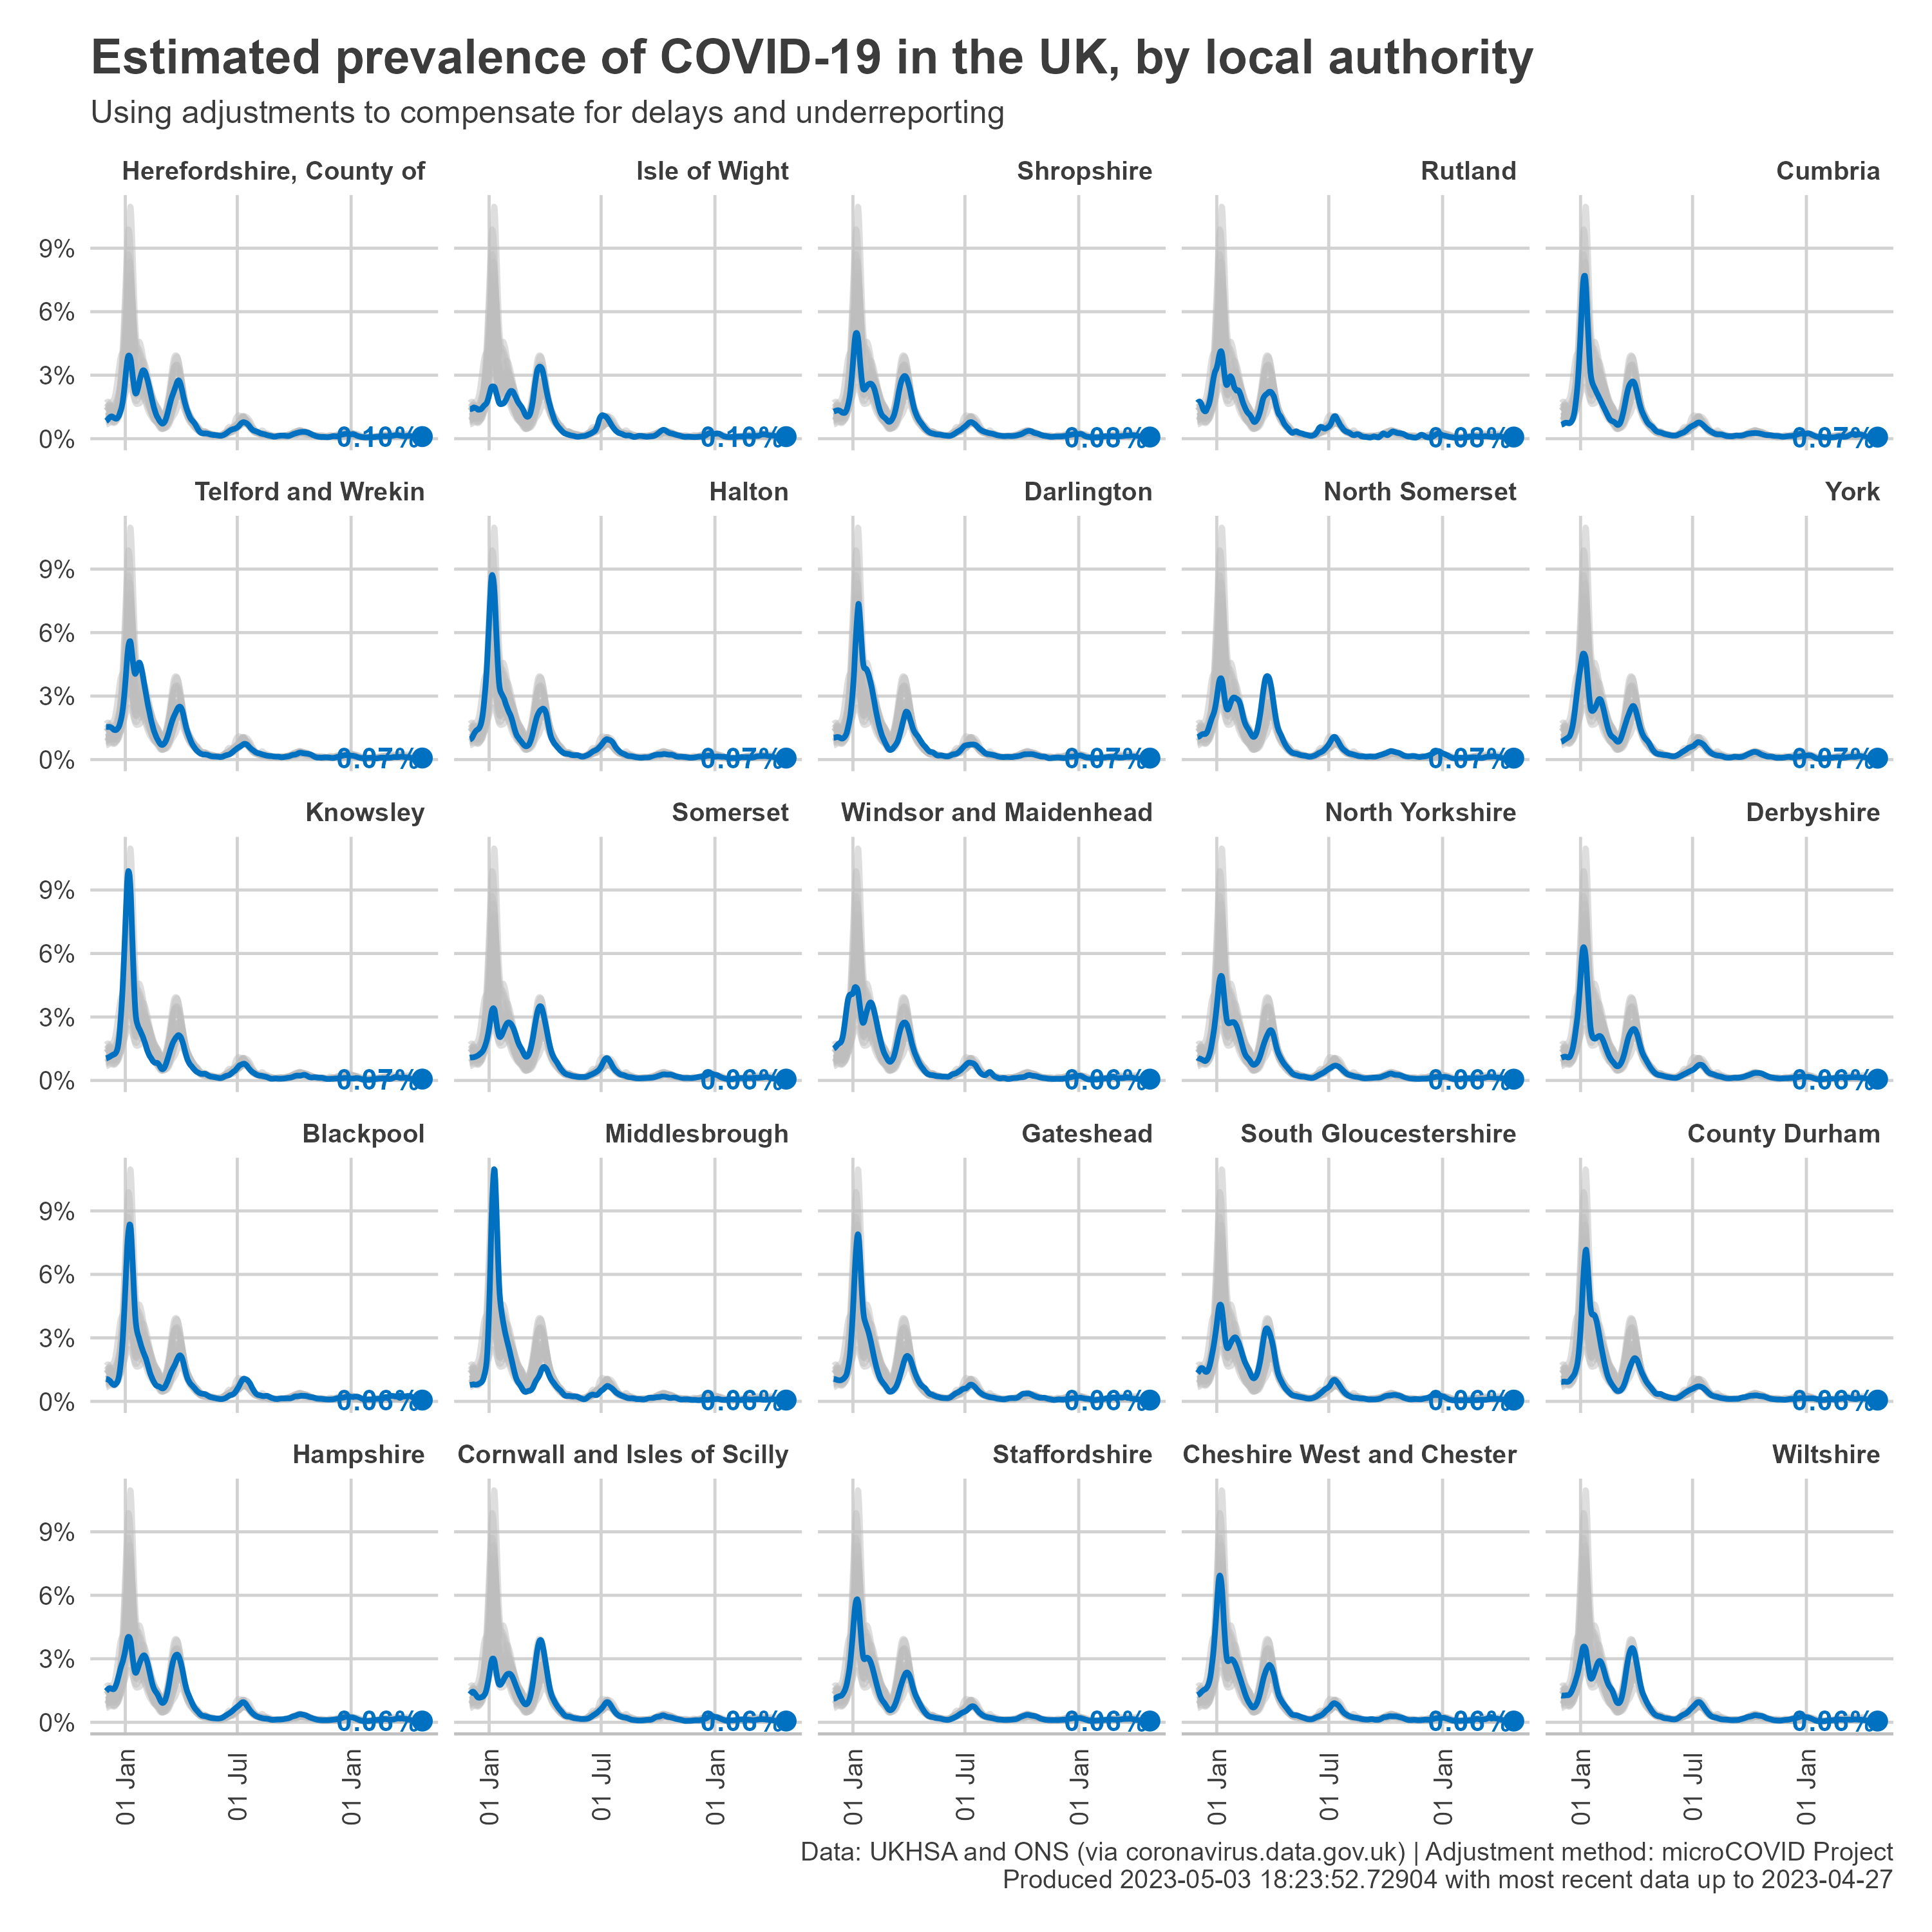 Estimated prevalence of COVID-19 in the UK, by local authority
Using adjustments to compensate for delays and underreporting
Herefordshire, County of
Isle of Wight
Shropshire
Rutland
Cumbria
9%
6%
3%
0%
0.10%
0.10%
0.08%
0.08%
0.07%
Telford and Wrekin
Halton
Darlington
North Somerset
York
9%
6%
3%
0%
0.07%
0.07%
0.07%
0.07%
0.07%
Knowsley
Somerset
Windsor and Maidenhead
North Yorkshire
Derbyshire
9%
6%
3%
0%
0.07%
0.06%
0.06%
0.06%
0.06%
Blackpool
Middlesbrough
Gateshead
South Gloucestershire
County Durham
9%
6%
3%
0%
0.06%
0.06%
0.06%
0.06%
0.06%
Hampshire
Cornwall and Isles of Scilly
Staffordshire
Cheshire West and Chester
Wiltshire
9%
6%
3%
0%
0.06%
0.06%
0.06%
0.06%
0.06%
01 Jan
01 Jul
01 Jan
01 Jan
01 Jul
01 Jan
01 Jan
01 Jul
01 Jan
01 Jan
01 Jul
01 Jan
01 Jan
01 Jul
01 Jan
Data: UKHSA and ONS (via coronavirus.data.gov.uk) | Adjustment method: microCOVID Project
Produced 2023-05-03 18:23:52.72904 with most recent data up to 2023-04-27